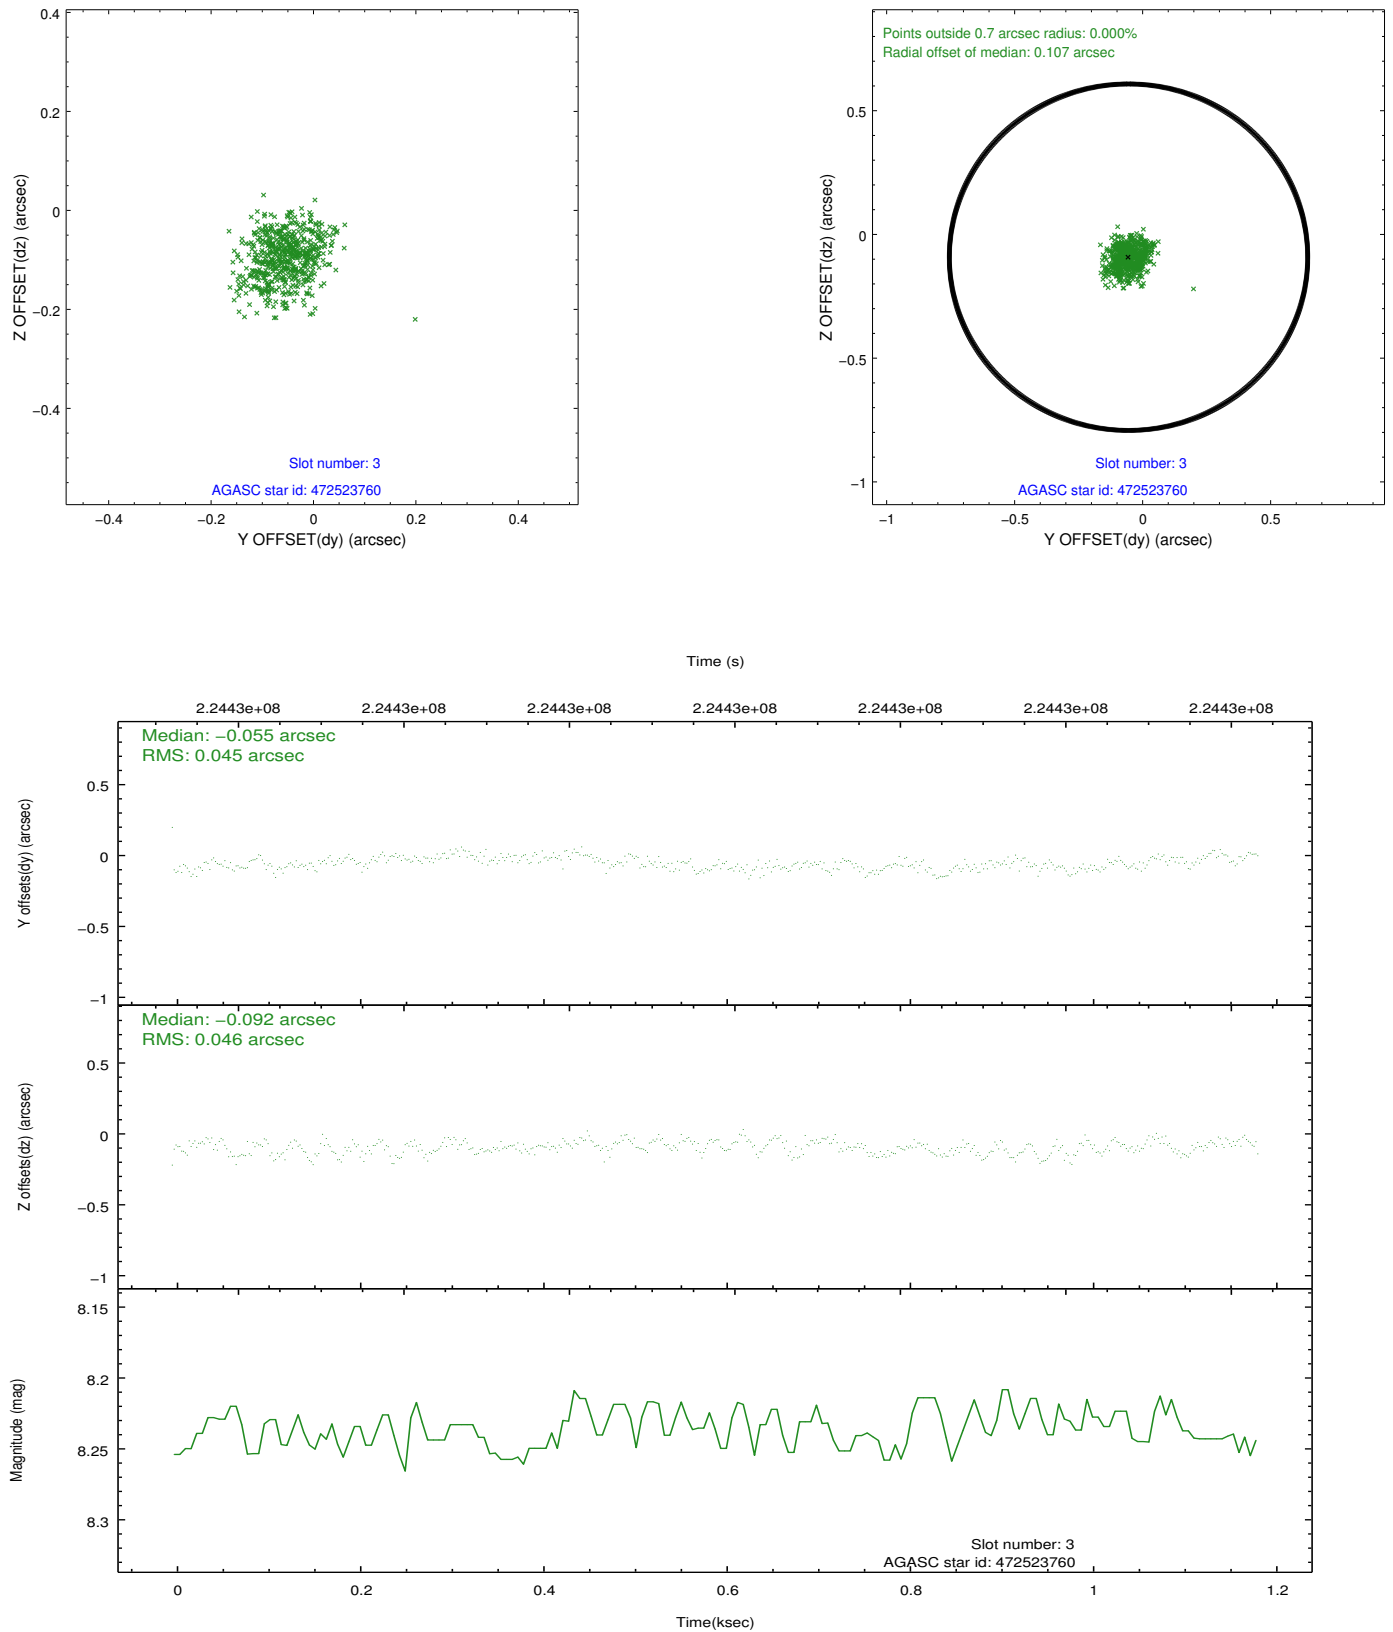 0.4
0.2
0
−0.2
−0.4
Z OFFSET(dz) (arcsec)
Slot number: 3
AGASC star id: 472523760
−0.4
−0.2
0
0.2
0.4
Y OFFSET(dy) (arcsec)
Points outside 0.7 arcsec radius: 0.000%
Radial offset of median: 0.107 arcsec
0.5
0
−0.5
−1
Z OFFSET(dz) (arcsec)
Slot number: 3
AGASC star id: 472523760
−1
−0.5
0
0.5
Y OFFSET(dy) (arcsec)
Time (s)
2.2443e+08
2.2443e+08
2.2443e+08
2.2443e+08
2.2443e+08
2.2443e+08
2.2443e+08
Median: −0.055 arcsec
RMS: 0.045 arcsec
0.5
0
−0.5
−1
Y offsets(dy) (arcsec)
Median: −0.092 arcsec
RMS: 0.046 arcsec
0.5
0
−0.5
−1
Z offsets(dz) (arcsec)
8.15
8.2
8.25
8.3
Magnitude (mag)
Slot number: 3
AGASC star id: 472523760
0
0.2
0.4
0.6
0.8
1
1.2
Time(ksec)